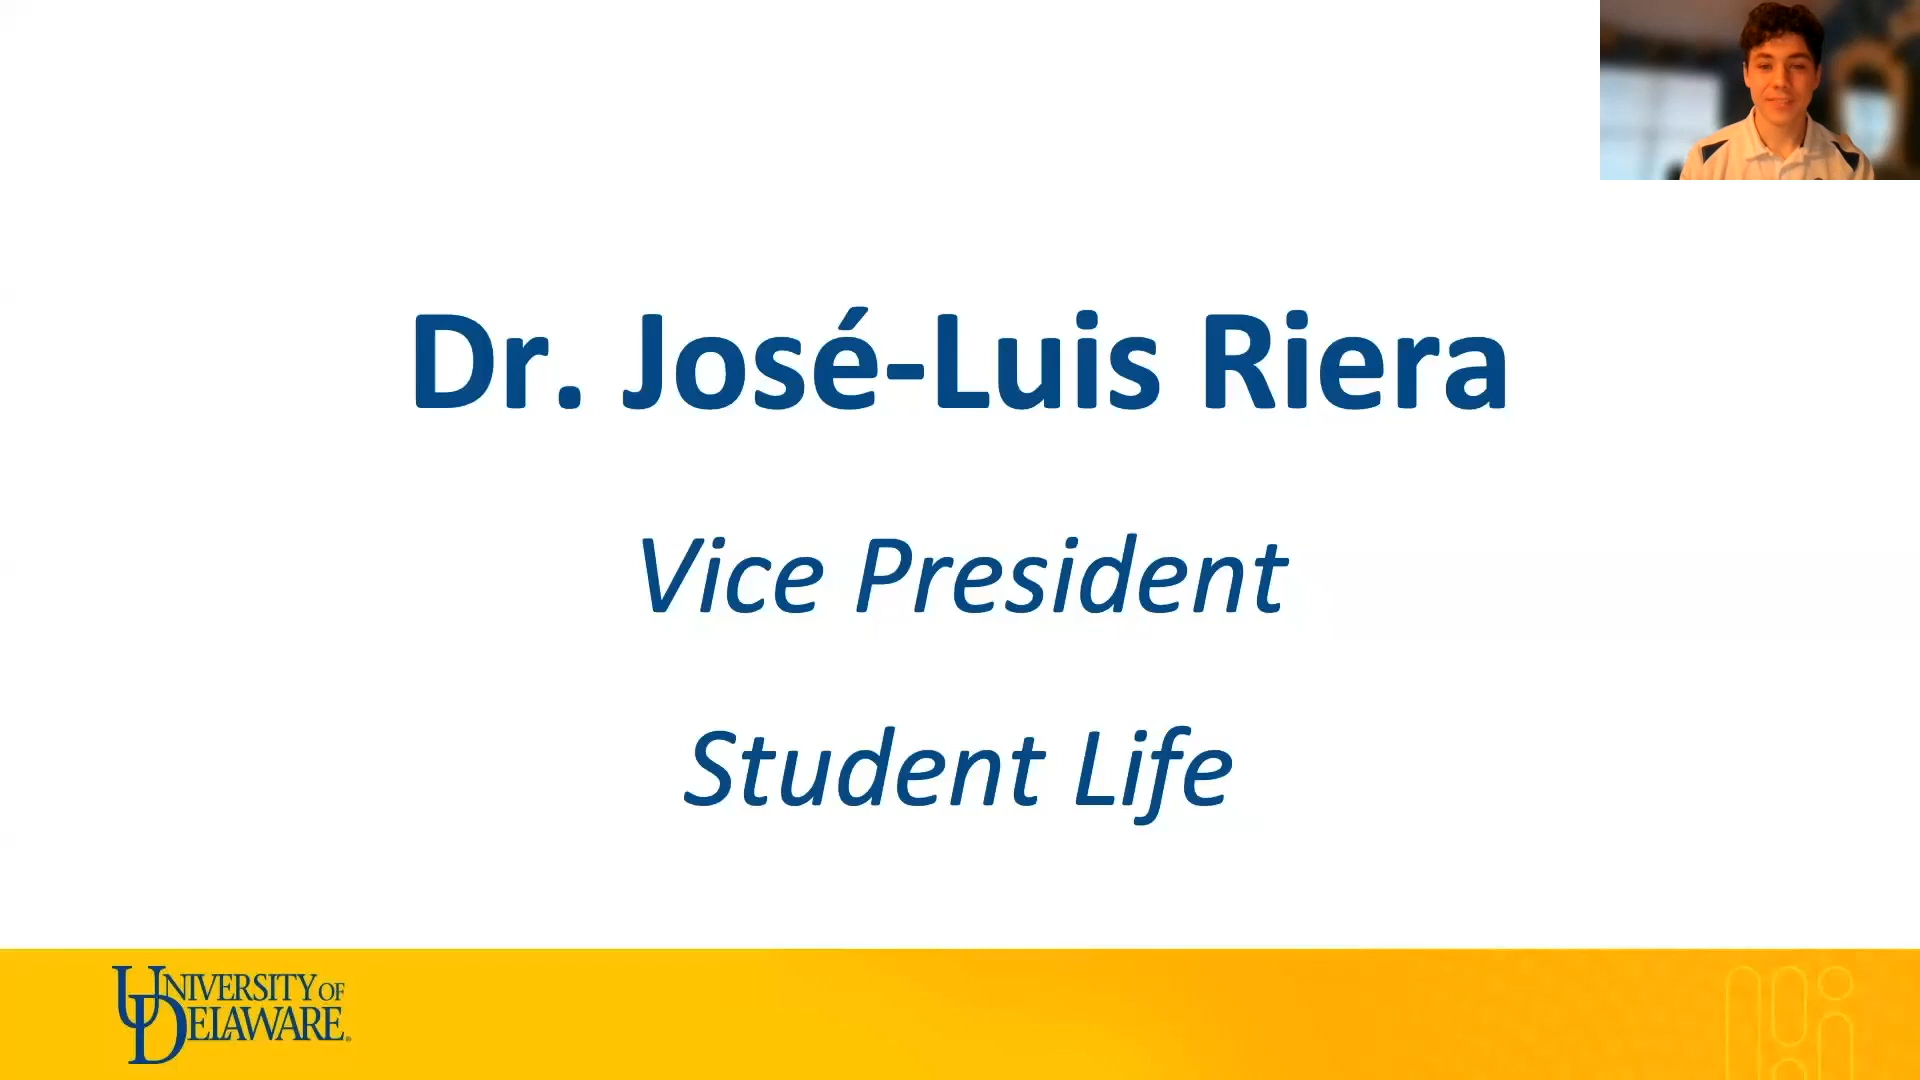 Dr. José-Luis Riera
Vice President
Student Life
UNIVERSITY OF
DELAWARE